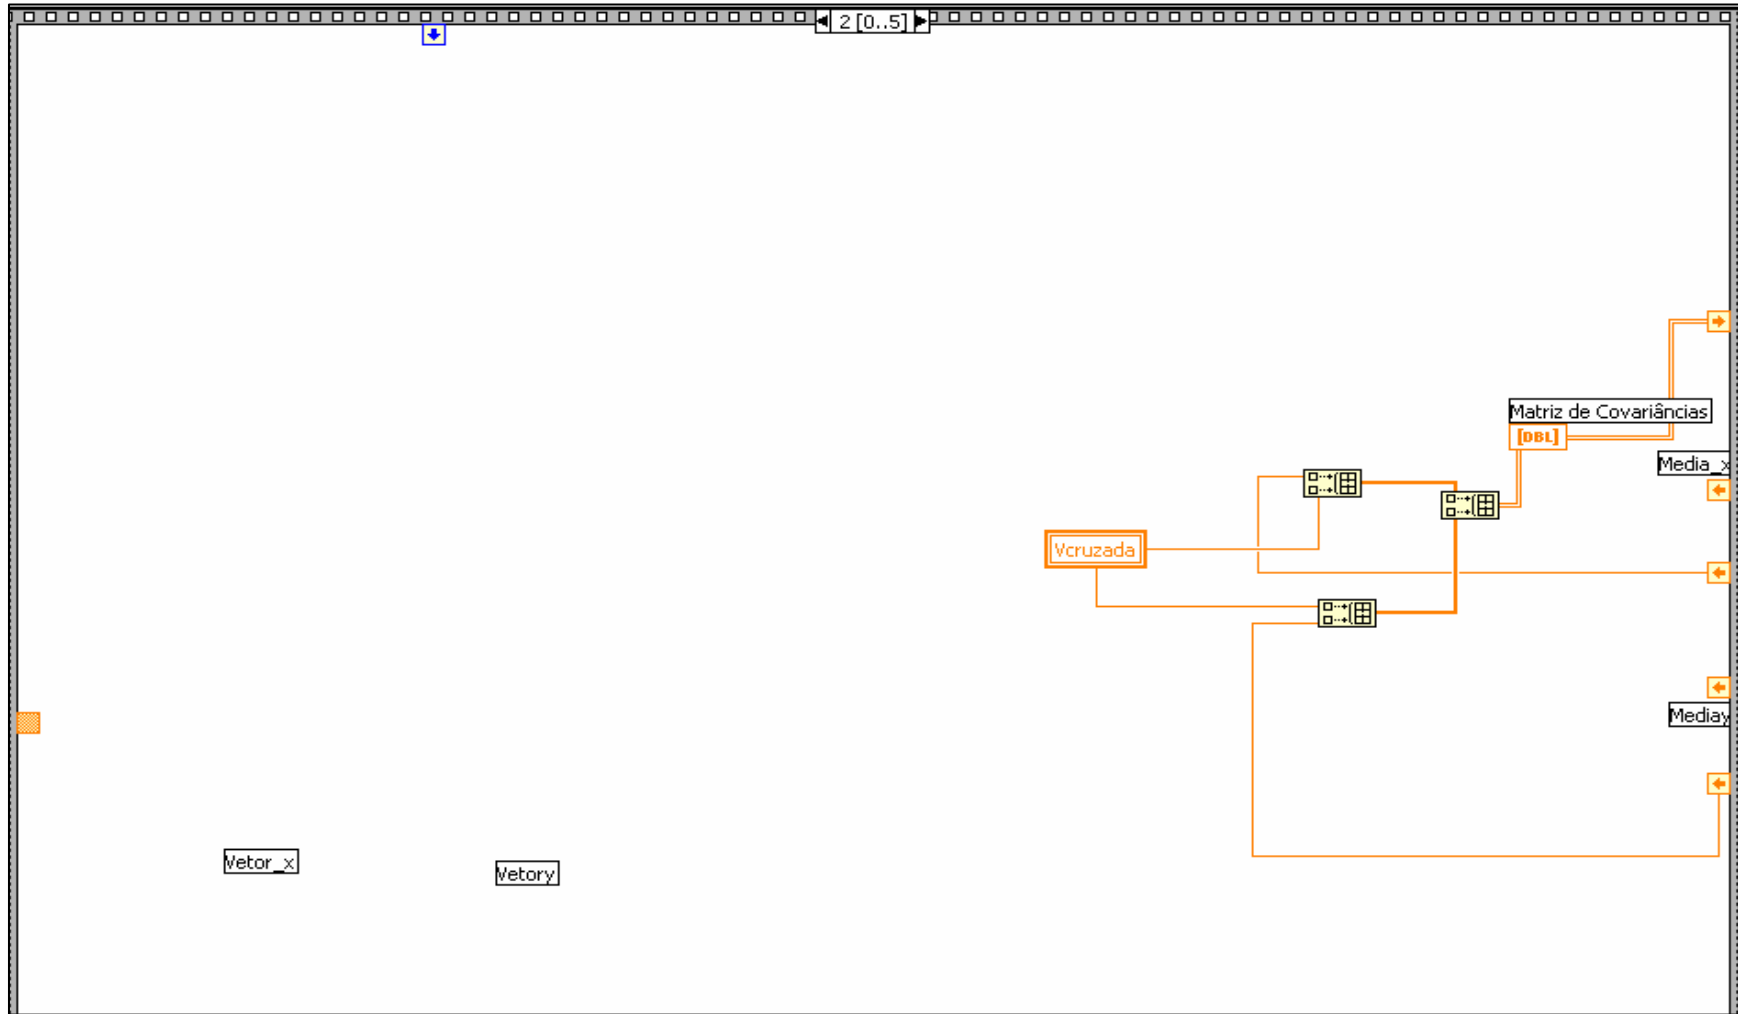 2 [0..5]
Matriz de Covariâncias
[DBL]
Media_x
Vcruzada
Mediay
Vetor_x
Vetory